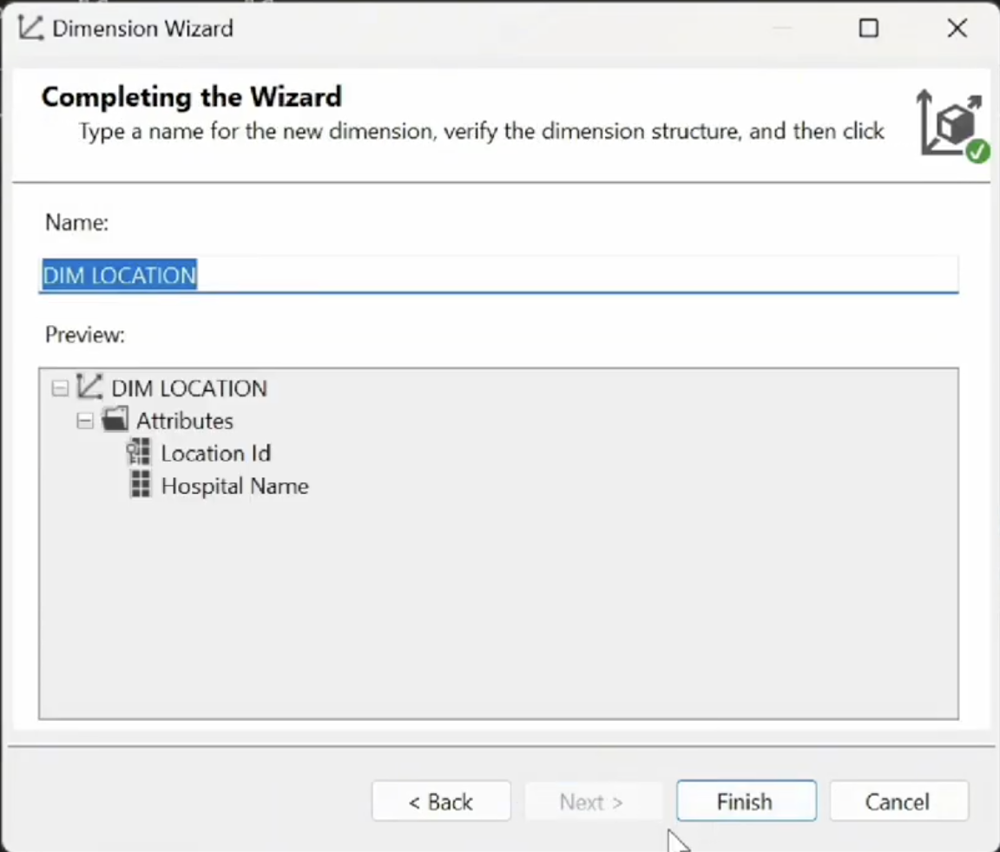 Dimension Wizard
Completing the Wizard
Type a name for the new dimension, verify the dimension structure, and then click
Name:
DIM LOCATION
Preview:
DIM LOCATION
Attributes
Location Id
Hospital Name
< Back
Next >
Finish
Cancel